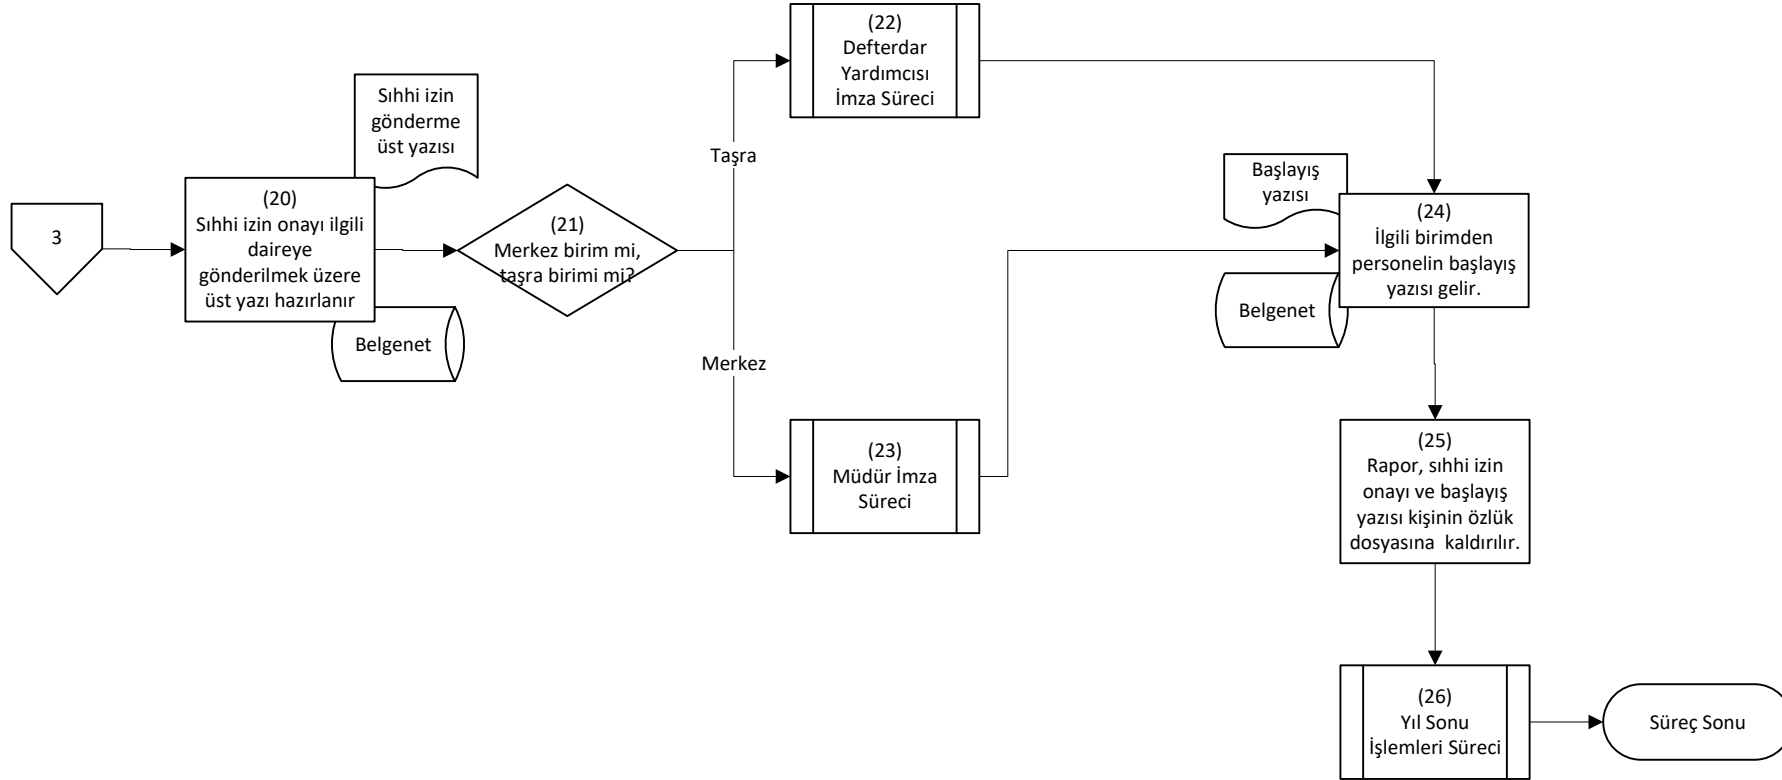 3
Sıhhi izin
gönderme
üst yazısı
(20)
Sıhhi izin onayı ilgili
daireye
gönderilmek üzere
üst yazı hazırlanır
Belgenet
(21)
Merkez birim mi,
taşra birimi mi?
Taşra
Merkez
(22)
Defterdar
Yardımcısı
İmza Süreci
(23)
Müdür İmza
Süreci
Başlayış
yazısı
(24)
İlgili birimden
personelin başlayış
yazısı gelir.
Belgenet
(25)
Rapor, sıhhi izin
onayı ve başlayış
yazısı kişinin özlük
dosyasına  kaldırılır.
(26)
Yıl Sonu
İşlemleri Süreci
Süreç Sonu